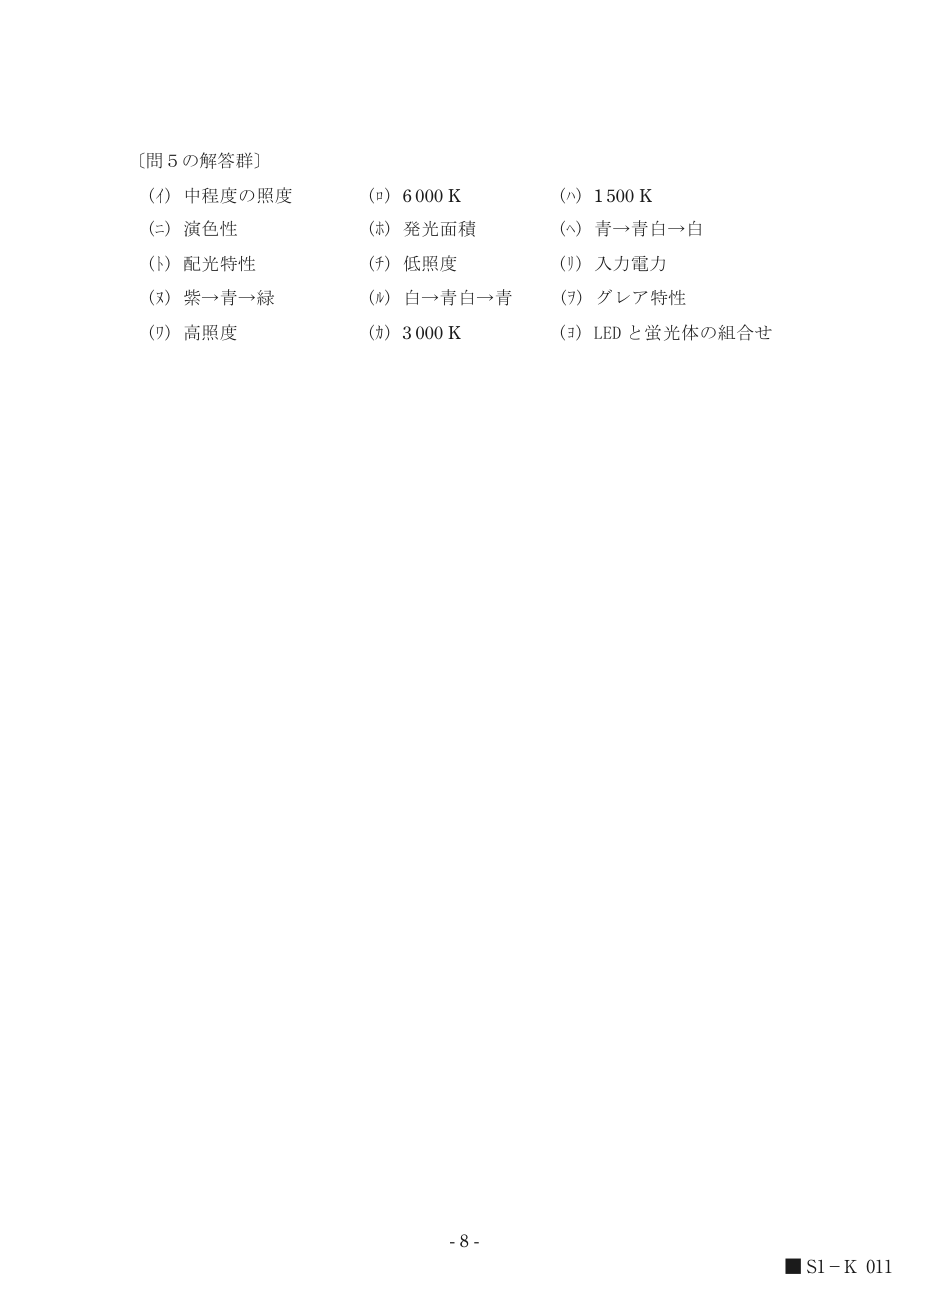 〔問５の解答群〕
(イ) 中程度の照度 (ロ) 6 000 K (ハ) 1 500 K
(ニ) 演色性 (ホ) 発光面積 (ヘ) 青→青白→白
(ト) 配光特性 (チ) 低照度 (リ) 入力電力
(ヌ) 紫→青→緑 (ル) 白→青白→青 (ヲ) グレア特性
(ワ) 高照度 (カ) 3 000 K (ヨ) LED と蛍光体の組合せ
- 8 -
■ S1－K 011